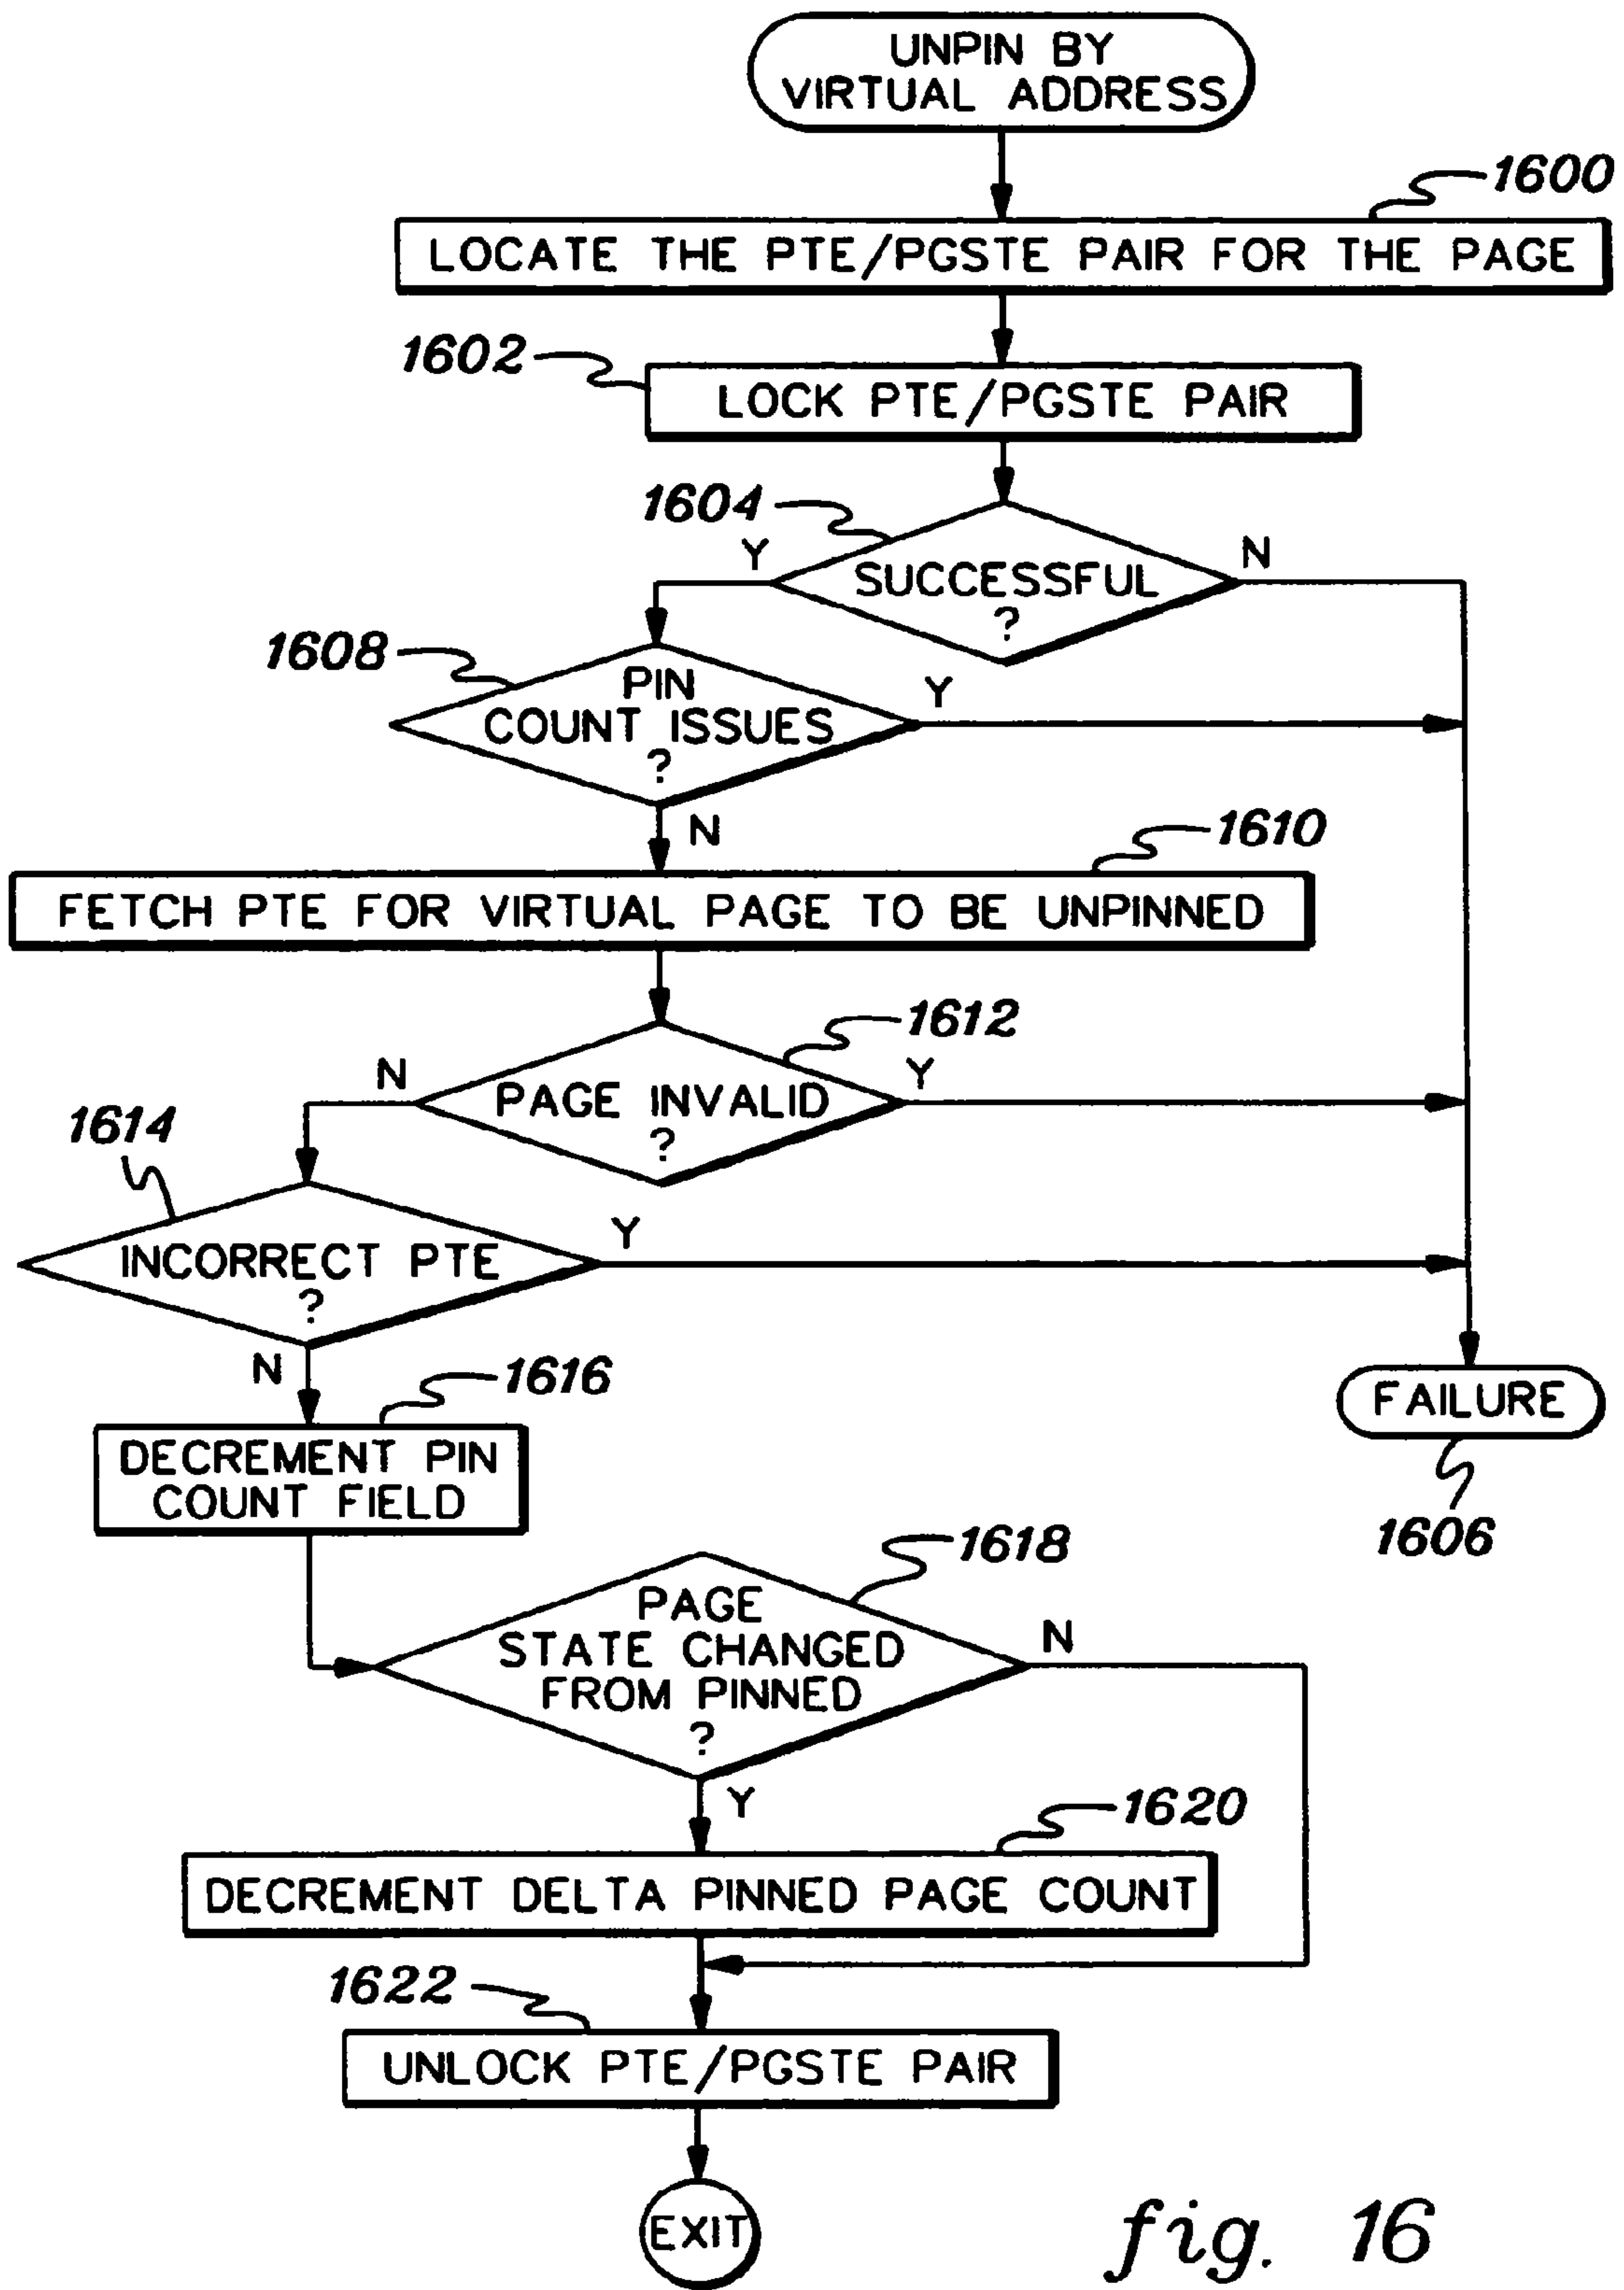 UNPIN BY
VIRTUAL ADDRESS
1600
LOCATE THE PTE/PGSTE PAIR FOR THE PAGE
1602
LOCK PTE/PGSTE PAIR
1604
Y
N
SUCCESSFUL
?
1608
PIN
COUNT ISSUES
?
Y
N
1610
FETCH PTE FOR VIRTUAL PAGE TO BE UNPINNED
1612
N
Y
PAGE INVALID
?
1614
Y
INCORRECT PTE
?
N
1616
FAILURE
1606
DECREMENT PIN
COUNT FIELD
1618
PAGE
STATE CHANGED
FROM PINNED
?
N
Y
1620
DECREMENT DELTA PINNED PAGE COUNT
1622
UNLOCK PTE/PGSTE PAIR
EXIT
fig. 16